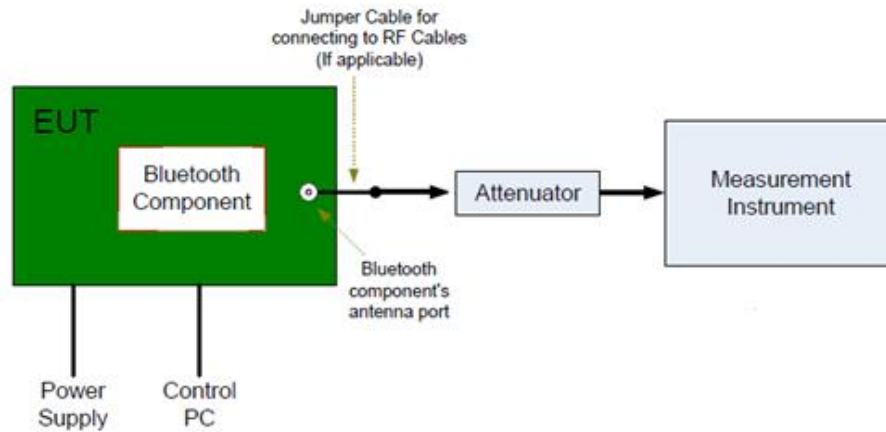 Jumper Cable for
connecting to RF Cables
(If applicable)
EUT
Bluetooth
Component
Attenuator
Measurement
Instrument
Bluetooth
component's
antenna port
Power
Supply
Control
PC